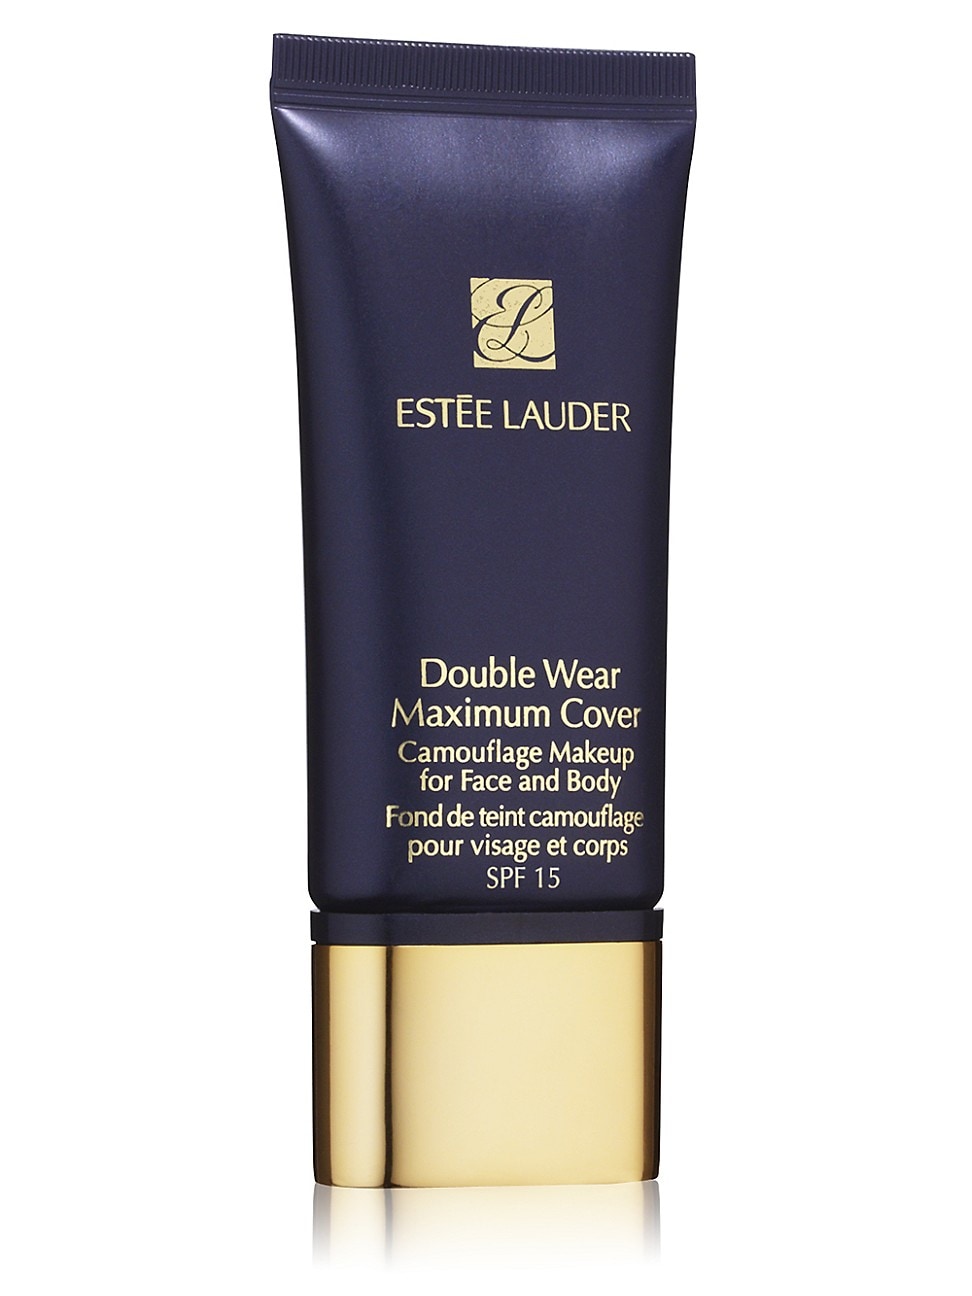 EL
ESTĒE LAUDER
Double Wear
Maximum Cover
Camouflage Makeup
for Face and Body
Fond de teint camouflage
pour visage et corps
SPF 15